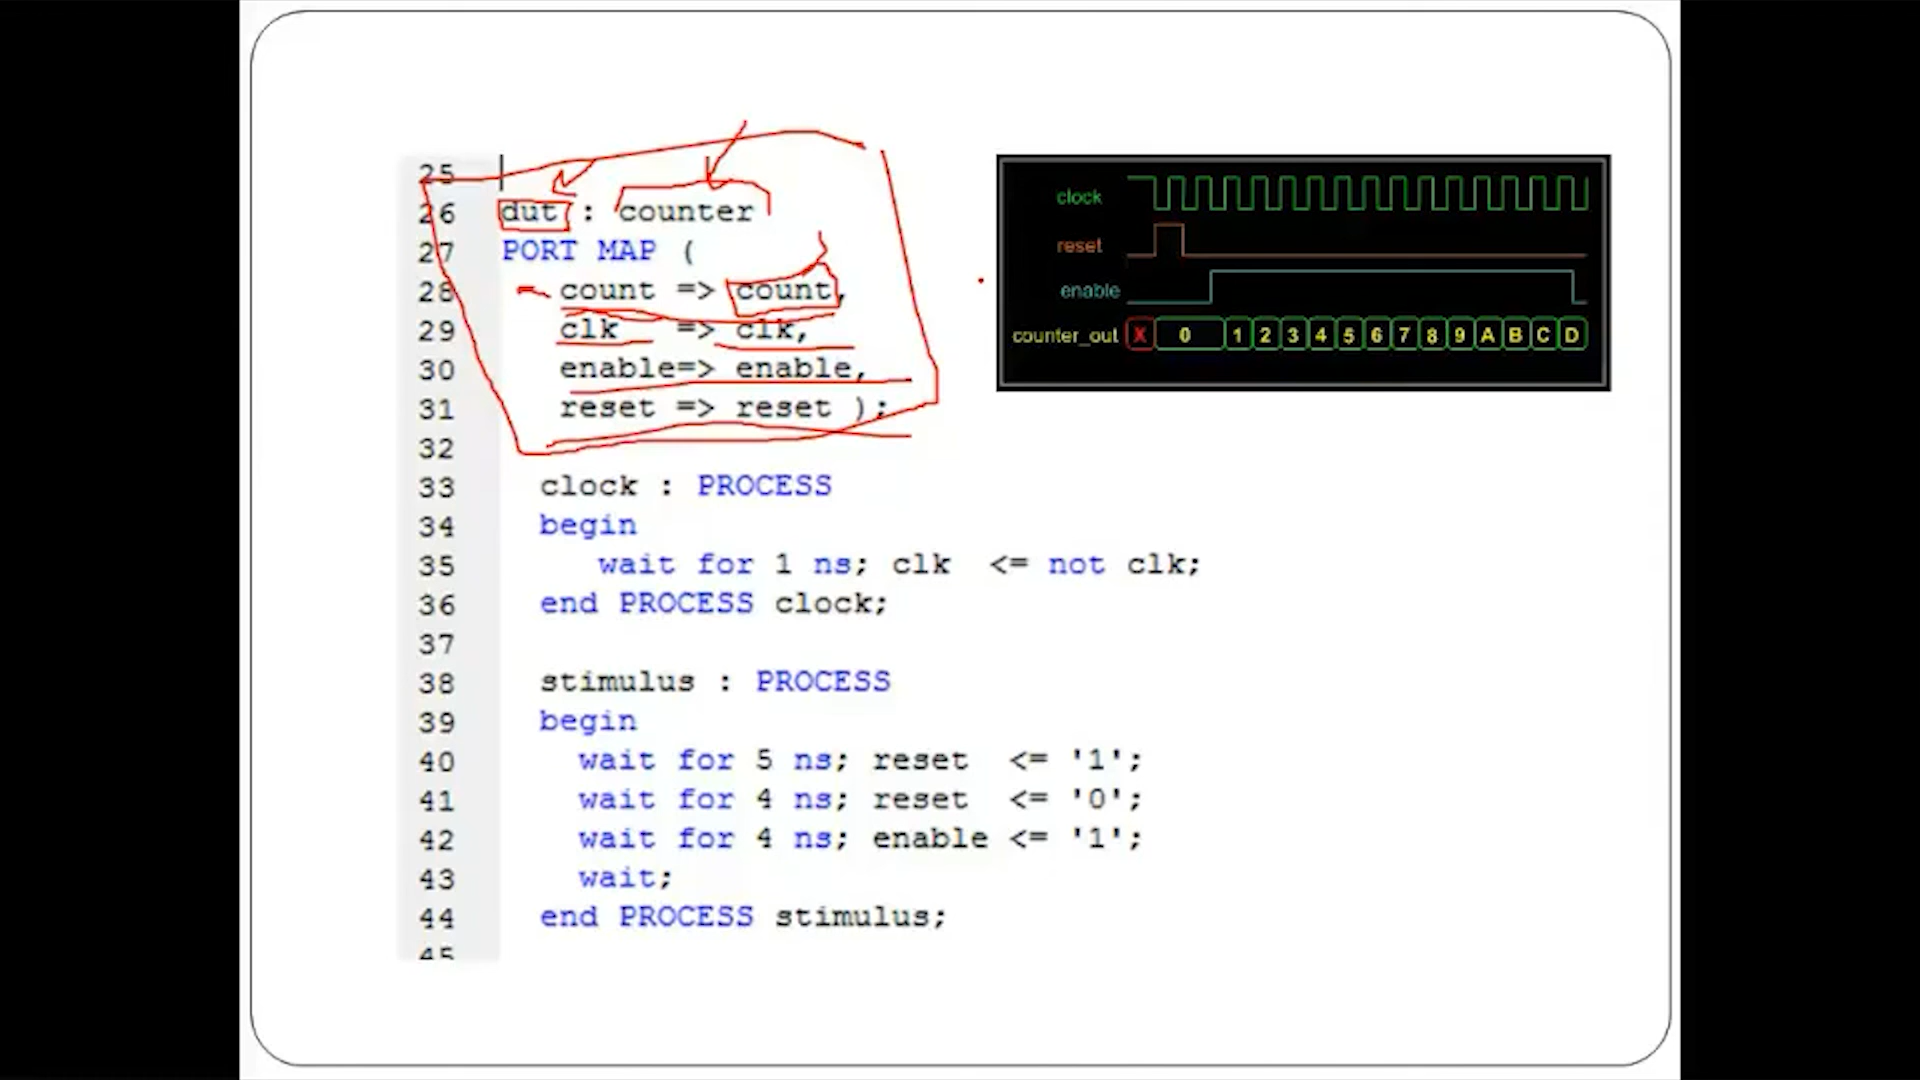 25
26 dut : counter
27 PORT MAP (
28 count => count,
29 clk => clk,
30 enable=> enable,
31 reset => reset );
32
33 clock : PROCESS
34 begin
35 wait for 1 ns; clk <= not clk;
36 end PROCESS clock;
37
38 stimulus : PROCESS
39 begin
40 wait for 5 ns; reset <= '1';
41 wait for 4 ns; reset <= '0';
42 wait for 4 ns; enable <= '1';
43 wait;
44 end PROCESS stimulus;
45
clock
reset
enable
counter_out X 0 1 2 3 4 5 6 7 8 9 A B C D